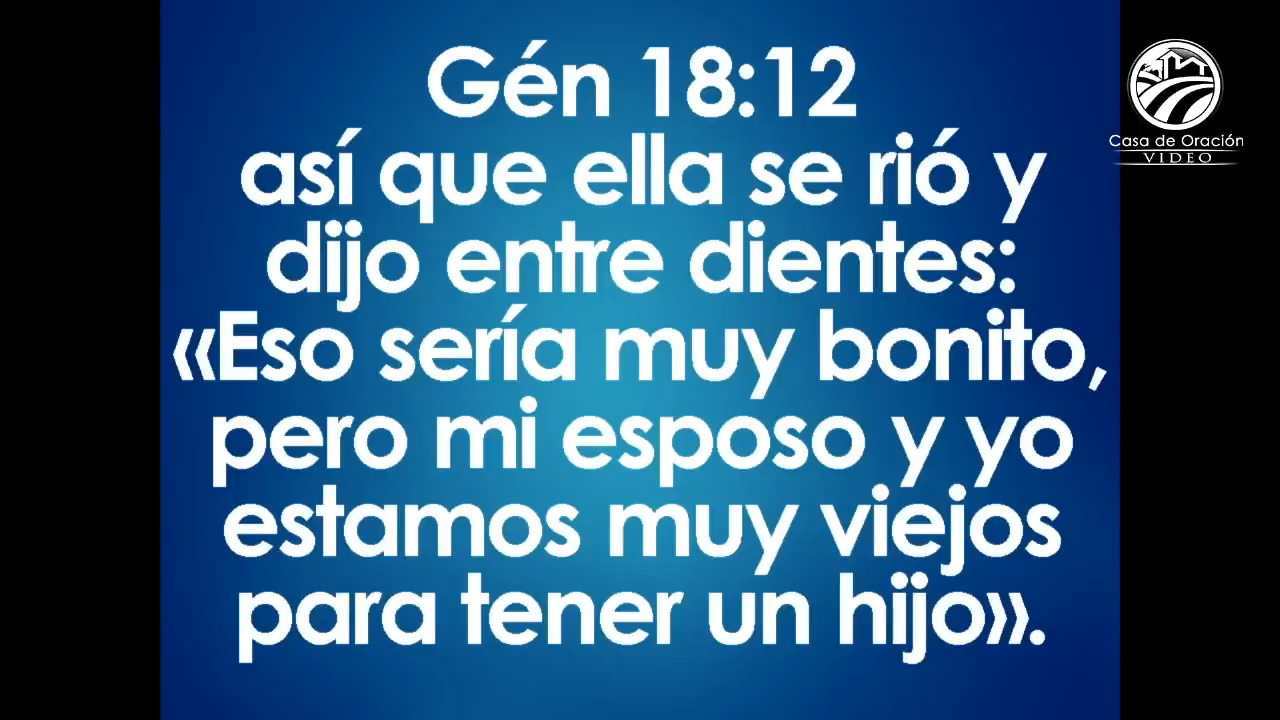 Gén 18:12
así que ella se rió y
dijo entre dientes:
«Eso sería muy bonito,
pero mi esposo y yo
estamos muy viejos
para tener un hijo».
Casa de Oración
VIDEO